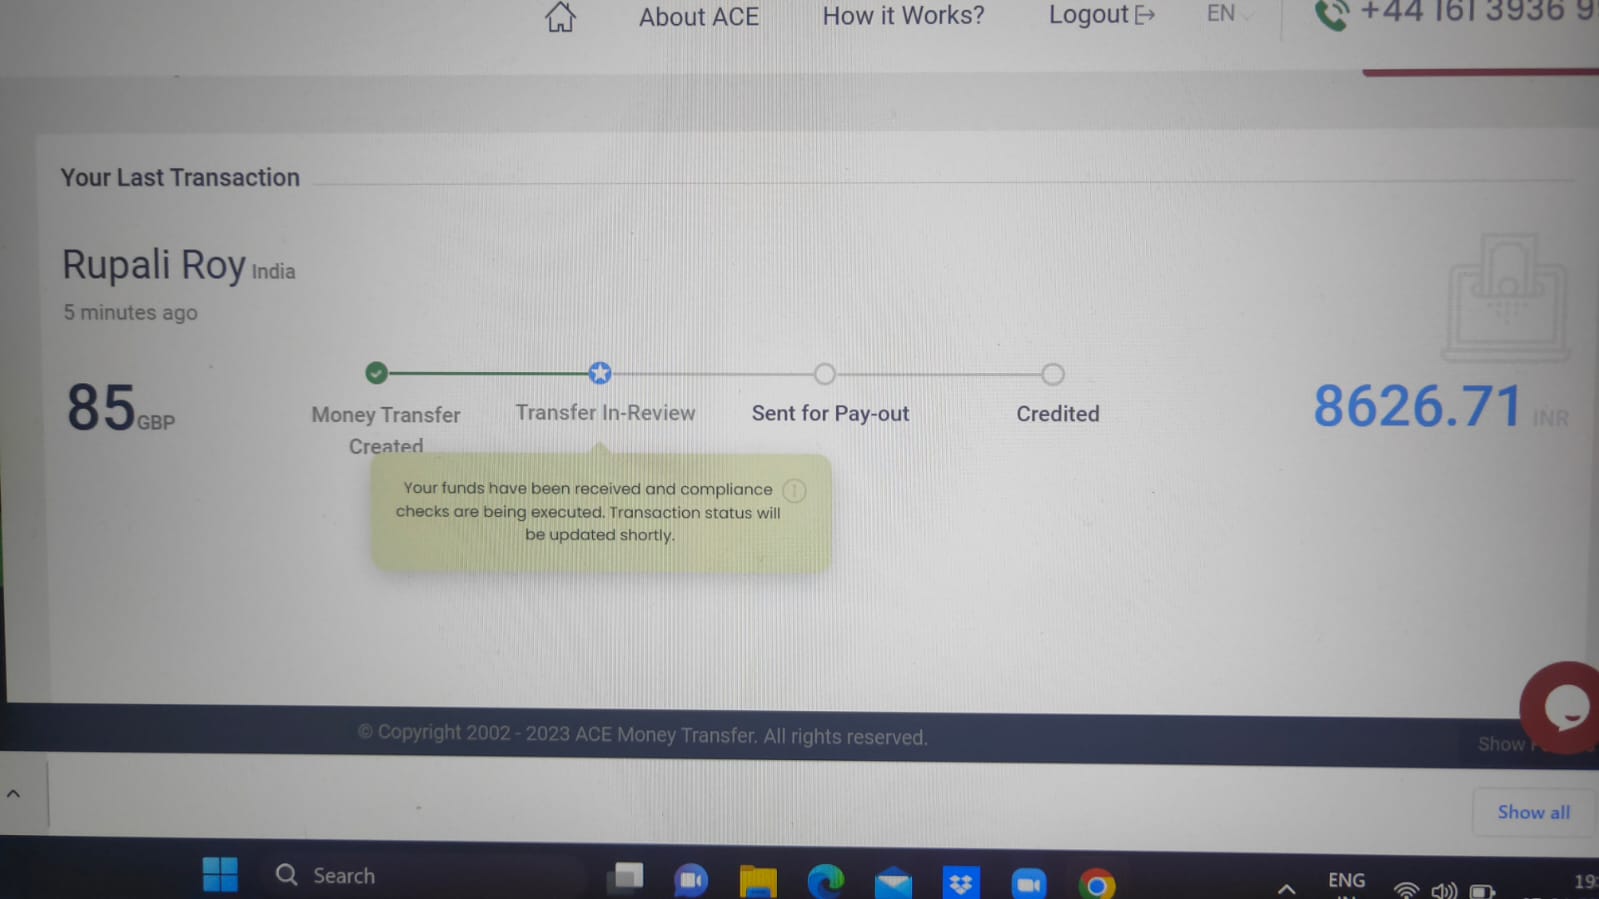 About ACE
How it Works?
Logout
EN
+44 161 3936 9
Your Last Transaction
Rupali Roy India
5 minutes ago
85 GBP
Money Transfer
Created
Transfer In-Review
Sent for Pay-out
Credited
8626.71 INR
Your funds have been received and compliance
checks are being executed. Transaction status will
be updated shortly.
© Copyright 2002 - 2023 ACE Money Transfer. All rights reserved.
Show
Show all
Search
ENG
19